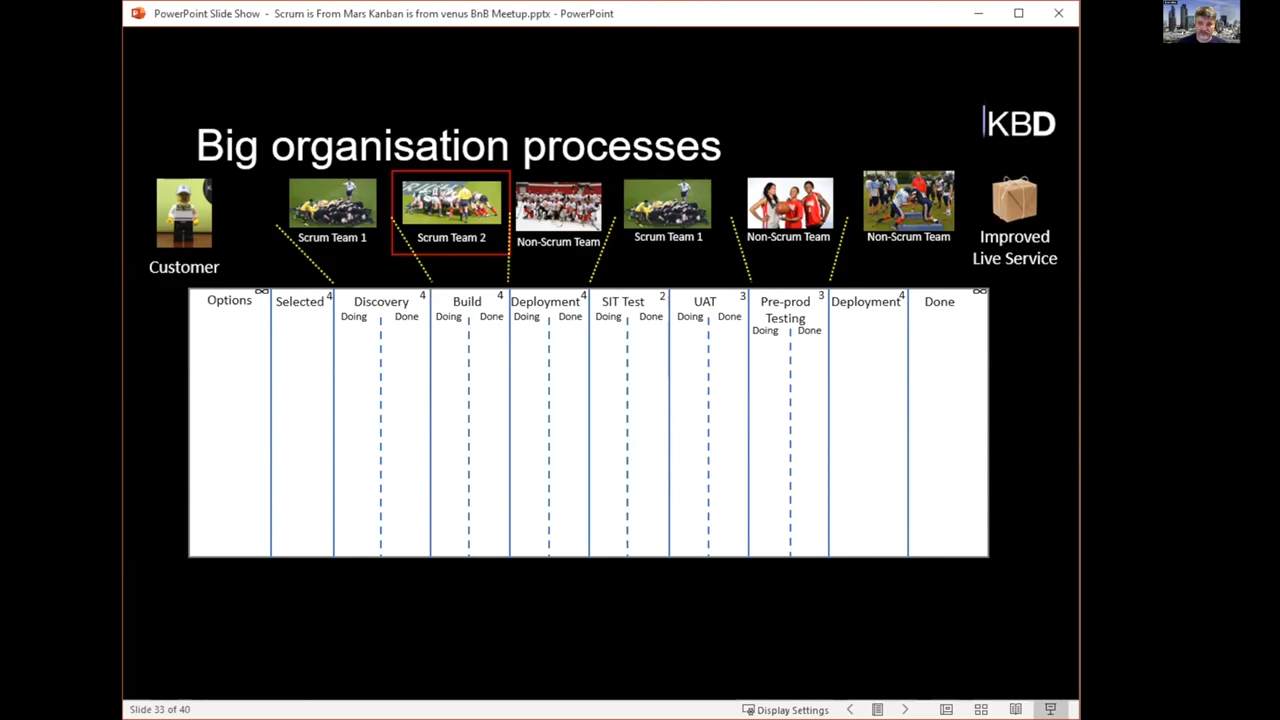 PowerPoint Slide Show - Scrum is From Mars Kanban is from venus BnB Meetup.pptx - PowerPoint
KBD
Big organisation processes
Customer
Scrum Team 1
Scrum Team 2
Non-Scrum Team
Scrum Team 1
Non-Scrum Team
Non-Scrum Team
Improved
Live Service
Options ∞
Selected 4
Discovery 4
Doing Done
Build 4
Doing Done
Deployment 4
Doing Done
SIT Test 2
Doing Done
UAT 3
Doing Done
Pre-prod 3
Testing
Doing Done
Deployment 4
Done ∞
Slide 33 of 40
Display Settings